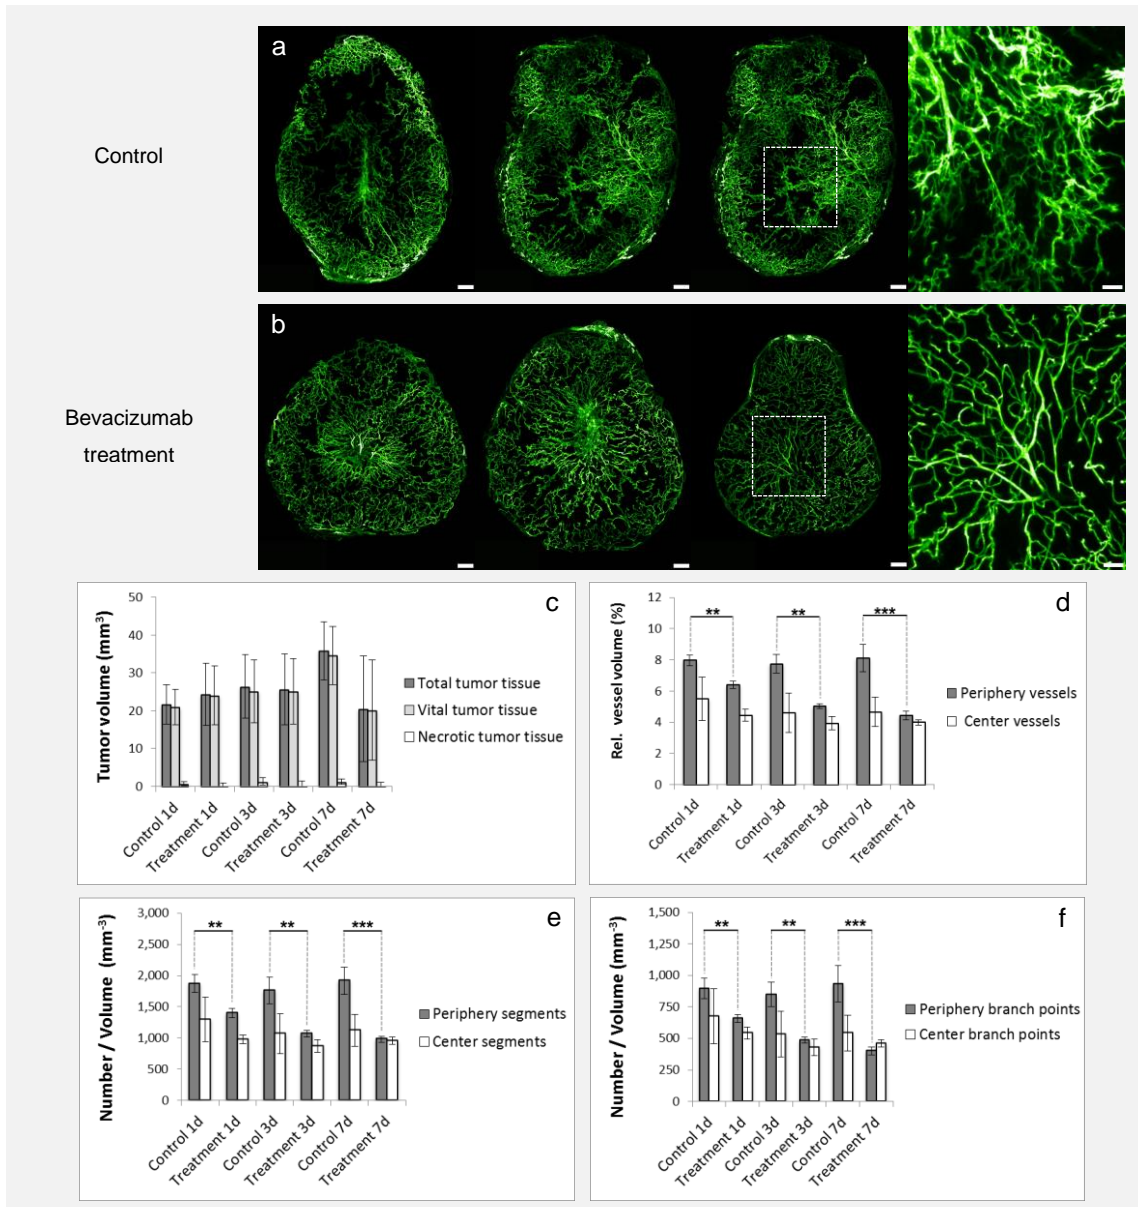 a
Control
b
Bevacizumab
treatment
c
Tumor volume (mm³)
50
40
30
20
10
0
Total tumor tissue
Vital tumor tissue
Necrotic tumor tissue
Control 1d
Treatment 1d
Control 3d
Treatment 3d
Control 7d
Treatment 7d
d
Rel. vessel volume (%)
12
10
8
6
4
2
0
** ** ***
Periphery vessels
Center vessels
Control 1d
Treatment 1d
Control 3d
Treatment 3d
Control 7d
Treatment 7d
e
Number / Volume (mm⁻³)
3,000
2,500
2,000
1,500
1,000
500
0
** ** ***
Periphery segments
Center segments
Control 1d
Treatment 1d
Control 3d
Treatment 3d
Control 7d
Treatment 7d
f
Number / Volume (mm⁻³)
1,500
1,250
1,000
750
500
250
0
** ** ***
Periphery branch points
Center branch points
Control 1d
Treatment 1d
Control 3d
Treatment 3d
Control 7d
Treatment 7d